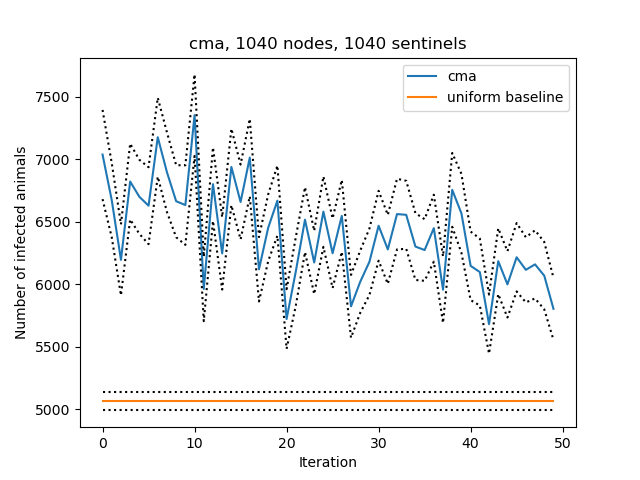 cma, 1040 nodes, 1040 sentinels
cma
uniform baseline
7500
7000
6500
6000
5500
5000
Number of infected animals
0 10 20 30 40 50
Iteration